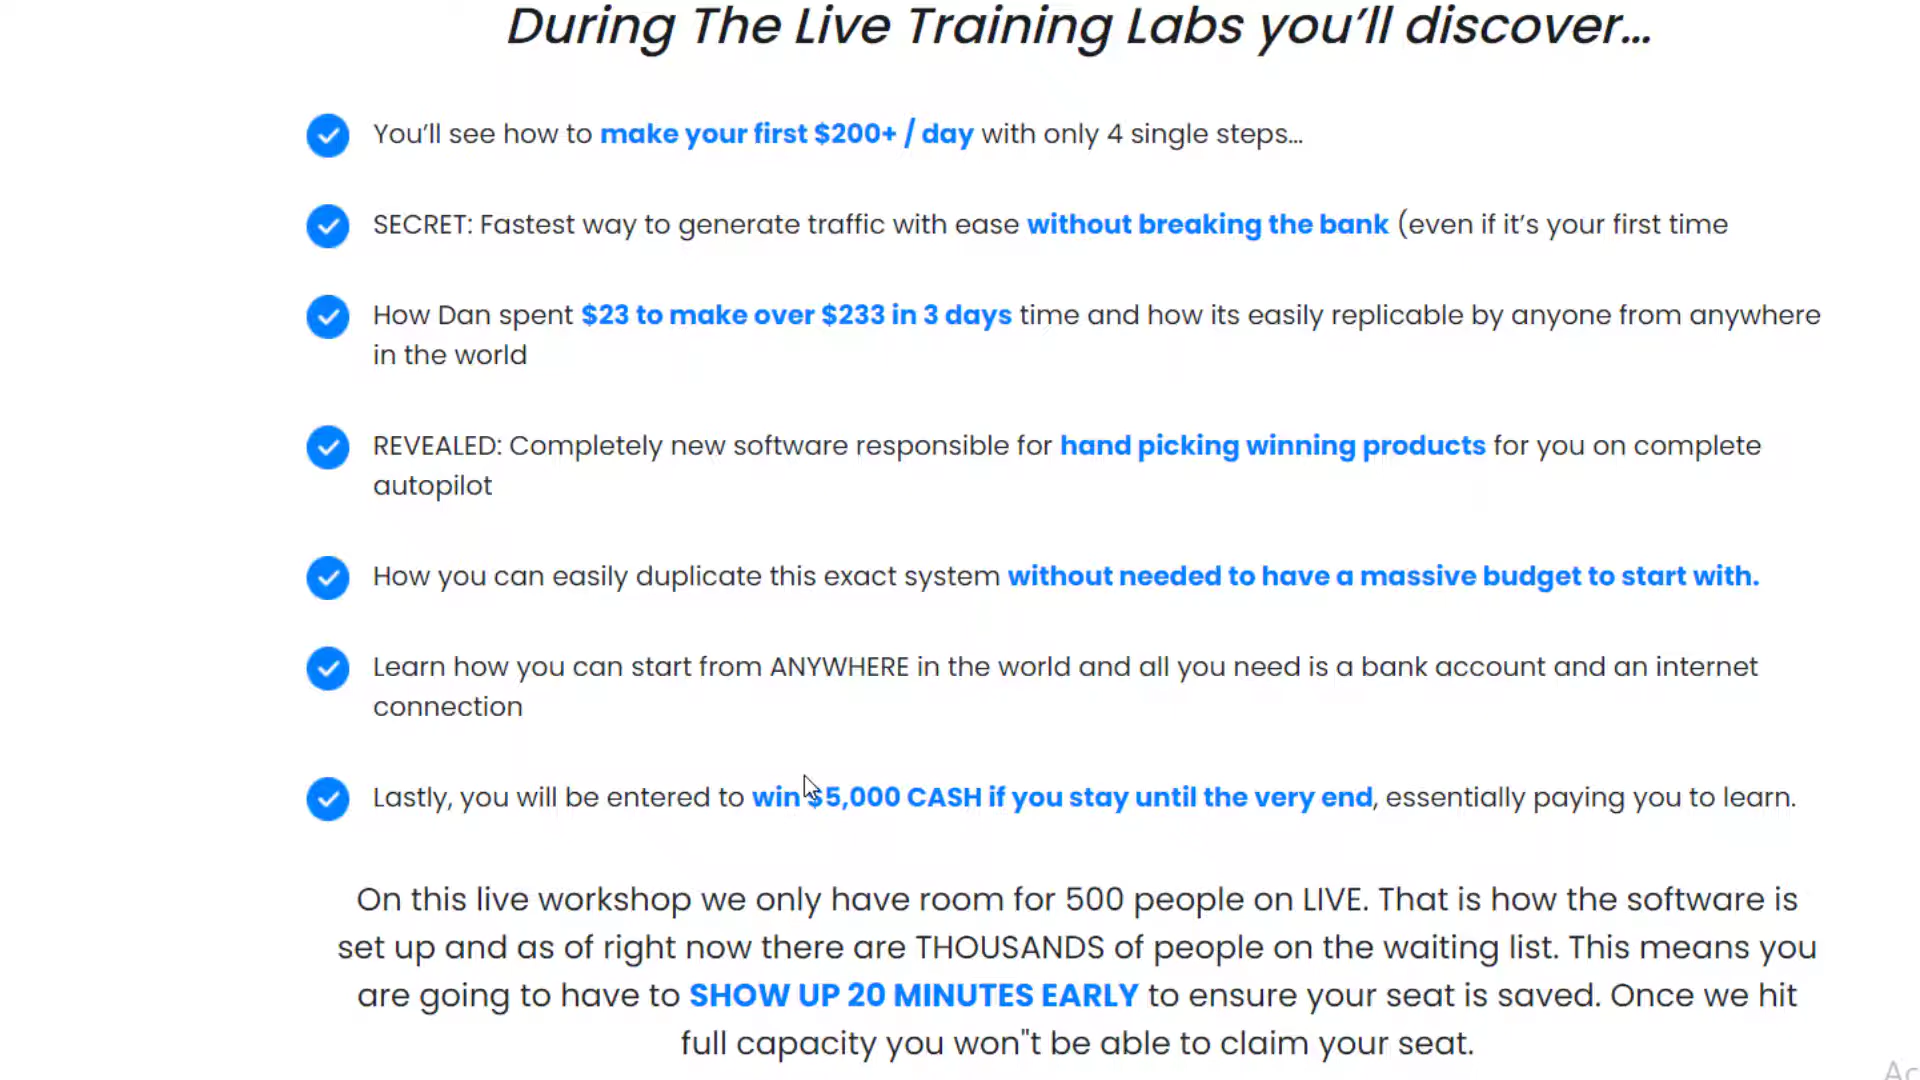 During The Live Training Labs you’ll discover...
You’ll see how to make your first $200+ / day with only 4 single steps...
SECRET: Fastest way to generate traffic with ease without breaking the bank (even if it’s your first time
How Dan spent $23 to make over $233 in 3 days time and how its easily replicable by anyone from anywhere
in the world
REVEALED: Completely new software responsible for hand picking winning products for you on complete
autopilot
How you can easily duplicate this exact system without needed to have a massive budget to start with.
Learn how you can start from ANYWHERE in the world and all you need is a bank account and an internet
connection
Lastly, you will be entered to win $5,000 CASH if you stay until the very end, essentially paying you to learn.
On this live workshop we only have room for 500 people on LIVE. That is how the software is
set up and as of right now there are THOUSANDS of people on the waiting list. This means you
are going to have to SHOW UP 20 MINUTES EARLY to ensure your seat is saved. Once we hit
full capacity you won"t be able to claim your seat.